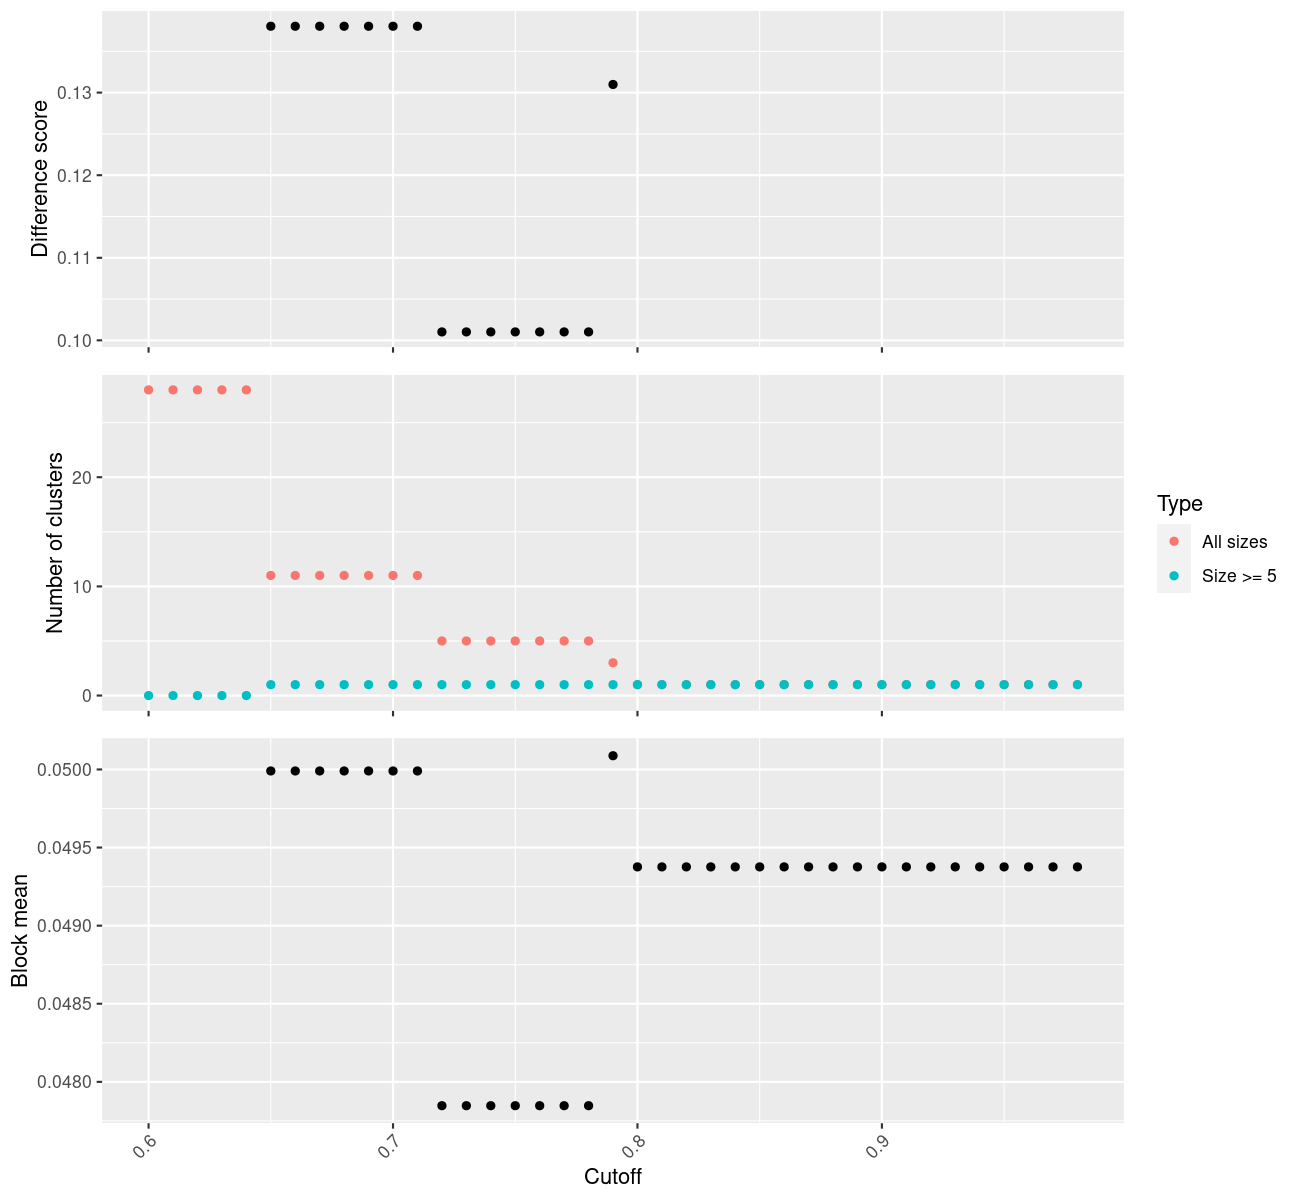 Difference score
0.13
0.12
0.11
0.10
Number of clusters
20
10
0
Type
All sizes
Size >= 5
Block mean
0.0500
0.0495
0.0490
0.0485
0.0480
0.6
0.7
0.8
0.9
Cutoff